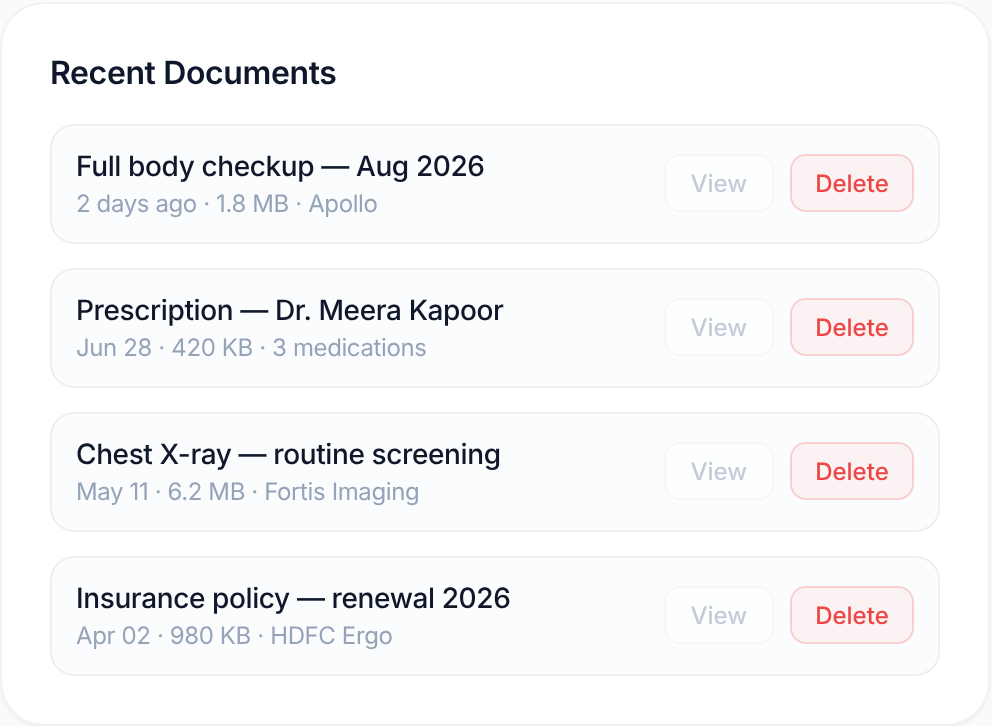 Recent Documents
Full body checkup — Aug 2026
2 days ago · 1.8 MB · Apollo
View
Delete
Prescription — Dr. Meera Kapoor
Jun 28 · 420 KB · 3 medications
View
Delete
Chest X-ray — routine screening
May 11 · 6.2 MB · Fortis Imaging
View
Delete
Insurance policy — renewal 2026
Apr 02 · 980 KB · HDFC Ergo
View
Delete